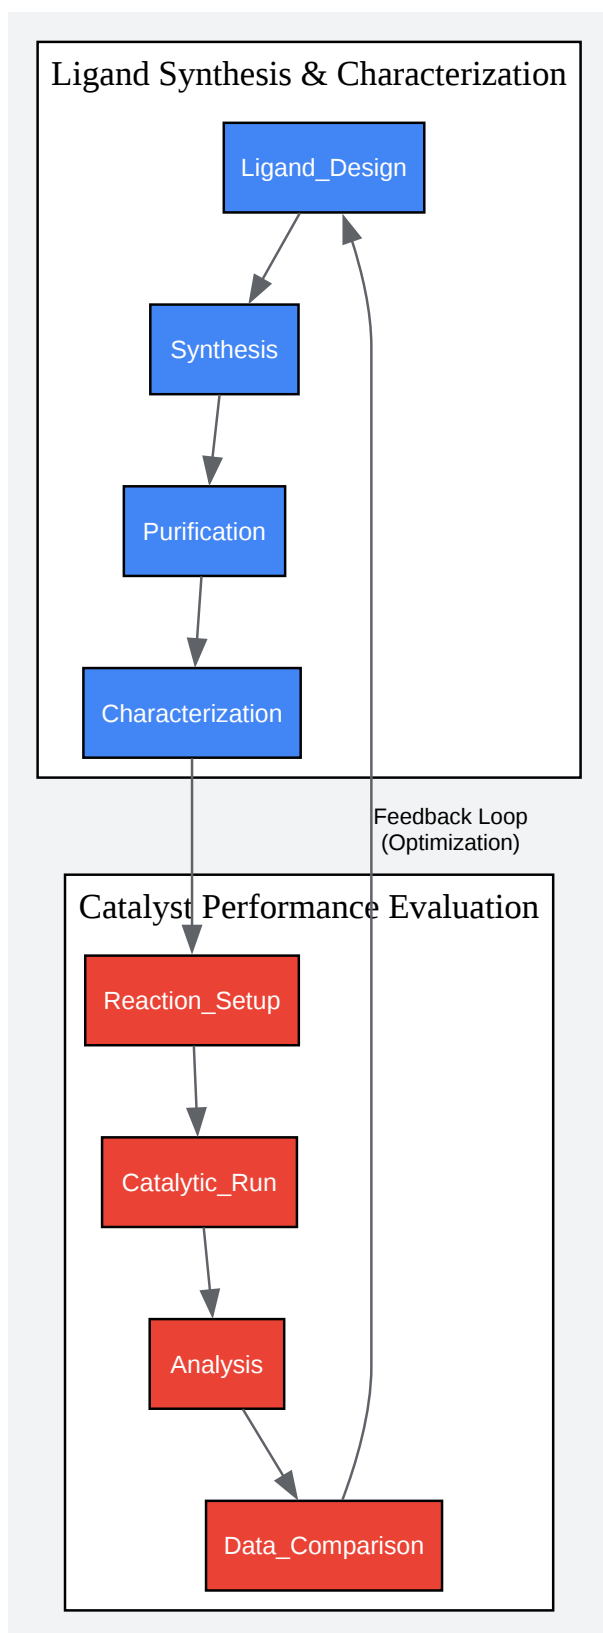 Ligand Synthesis & Characterization
Ligand_Design
Synthesis
Purification
Characterization
Feedback Loop
(Optimization)
Catalyst Performance Evaluation
Reaction_Setup
Catalytic_Run
Analysis
Data_Comparison